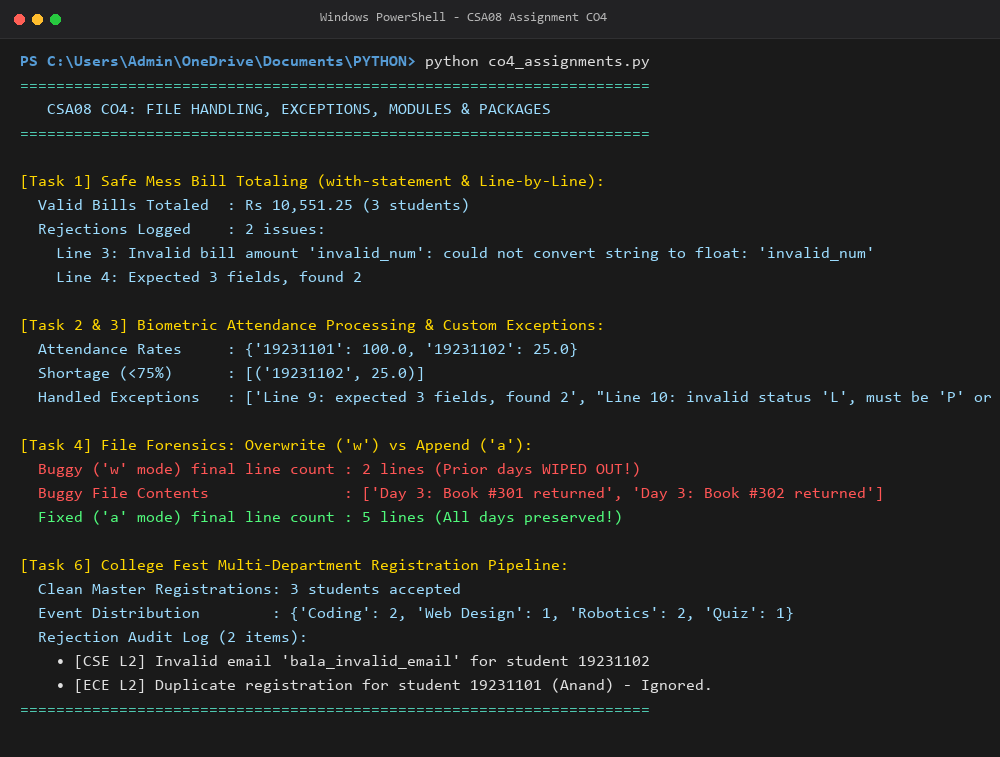 Windows PowerShell - CSA08 Assignment CO4
PS C:\Users\Admin\OneDrive\Documents\PYTHON> python co4_assignments.py
======================================================================
CSA08 CO4: FILE HANDLING, EXCEPTIONS, MODULES & PACKAGES
======================================================================
[Task 1] Safe Mess Bill Totaling (with-statement & Line-by-Line):
Valid Bills Totaled  : Rs 10,551.25 (3 students)
Rejections Logged    : 2 issues:
Line 3: Invalid bill amount 'invalid_num': could not convert string to float: 'invalid_num'
Line 4: Expected 3 fields, found 2
[Task 2 & 3] Biometric Attendance Processing & Custom Exceptions:
Attendance Rates     : {'19231101': 100.0, '19231102': 25.0}
Shortage (<75%)      : [('19231102', 25.0)]
Handled Exceptions   : ['Line 9: expected 3 fields, found 2', "Line 10: invalid status 'L', must be 'P' or
[Task 4] File Forensics: Overwrite ('w') vs Append ('a'):
Buggy ('w' mode) final line count : 2 lines (Prior days WIPED OUT!)
Buggy File Contents               : ['Day 3: Book #301 returned', 'Day 3: Book #302 returned']
Fixed ('a' mode) final line count : 5 lines (All days preserved!)
[Task 6] College Fest Multi-Department Registration Pipeline:
Clean Master Registrations: 3 students accepted
Event Distribution        : {'Coding': 2, 'Web Design': 1, 'Robotics': 2, 'Quiz': 1}
Rejection Audit Log (2 items):
• [CSE L2] Invalid email 'bala_invalid_email' for student 19231102
• [ECE L2] Duplicate registration for student 19231101 (Anand) - Ignored.
======================================================================